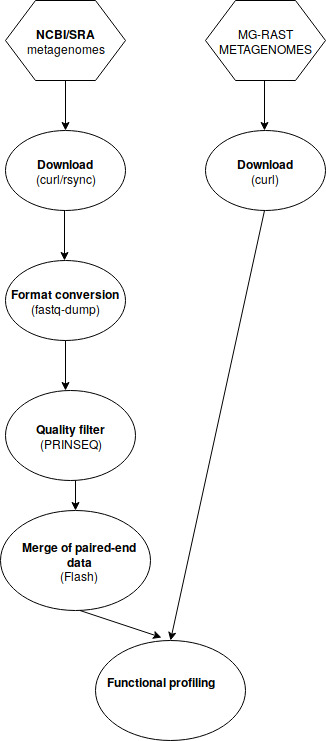 NCBI/SRA
metagenomes
MG-RAST
METAGENOMES
Download
(curl/rsync)
Download
(curl)
Format conversion
(fastq-dump)
Quality filter
(PRINSEQ)
Merge of paired-end
data
(Flash)
Functional profiling